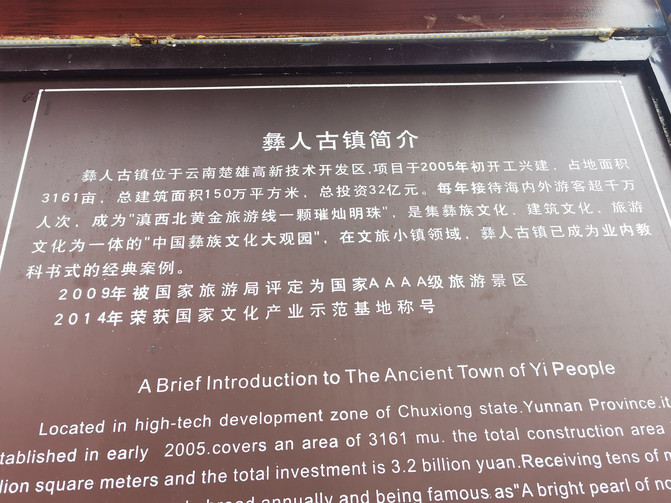 彝人古镇简介
彝人古镇位于云南楚雄高新技术开发区,项目于2005年初开工兴建,占地面积
3161亩,总建筑面积150万平方米,总投资32亿元。每年接待海内外游客超千万
人次,成为"滇西北黄金旅游线一颗璀灿明珠",是集彝族文化、建筑文化、旅游
文化为一体的"中国彝族文化大观园",在文旅小镇领域,彝人古镇已成为业内教
科书式的经典案例。
2009年被国家旅游局评定为国家AAAA级旅游景区
2014年荣获国家文化产业示范基地称号
A Brief Introduction to The Ancient Town of Yi People
Located in high-tech development zone of Chuxiong state.Yunnan Province.it
tablished in early 2005.covers an area of 3161 mu. the total construction area
lion square meters and the total investment is 3.2 billion yuan.Receiving tens of
annually and being famous as"A bright pearl of